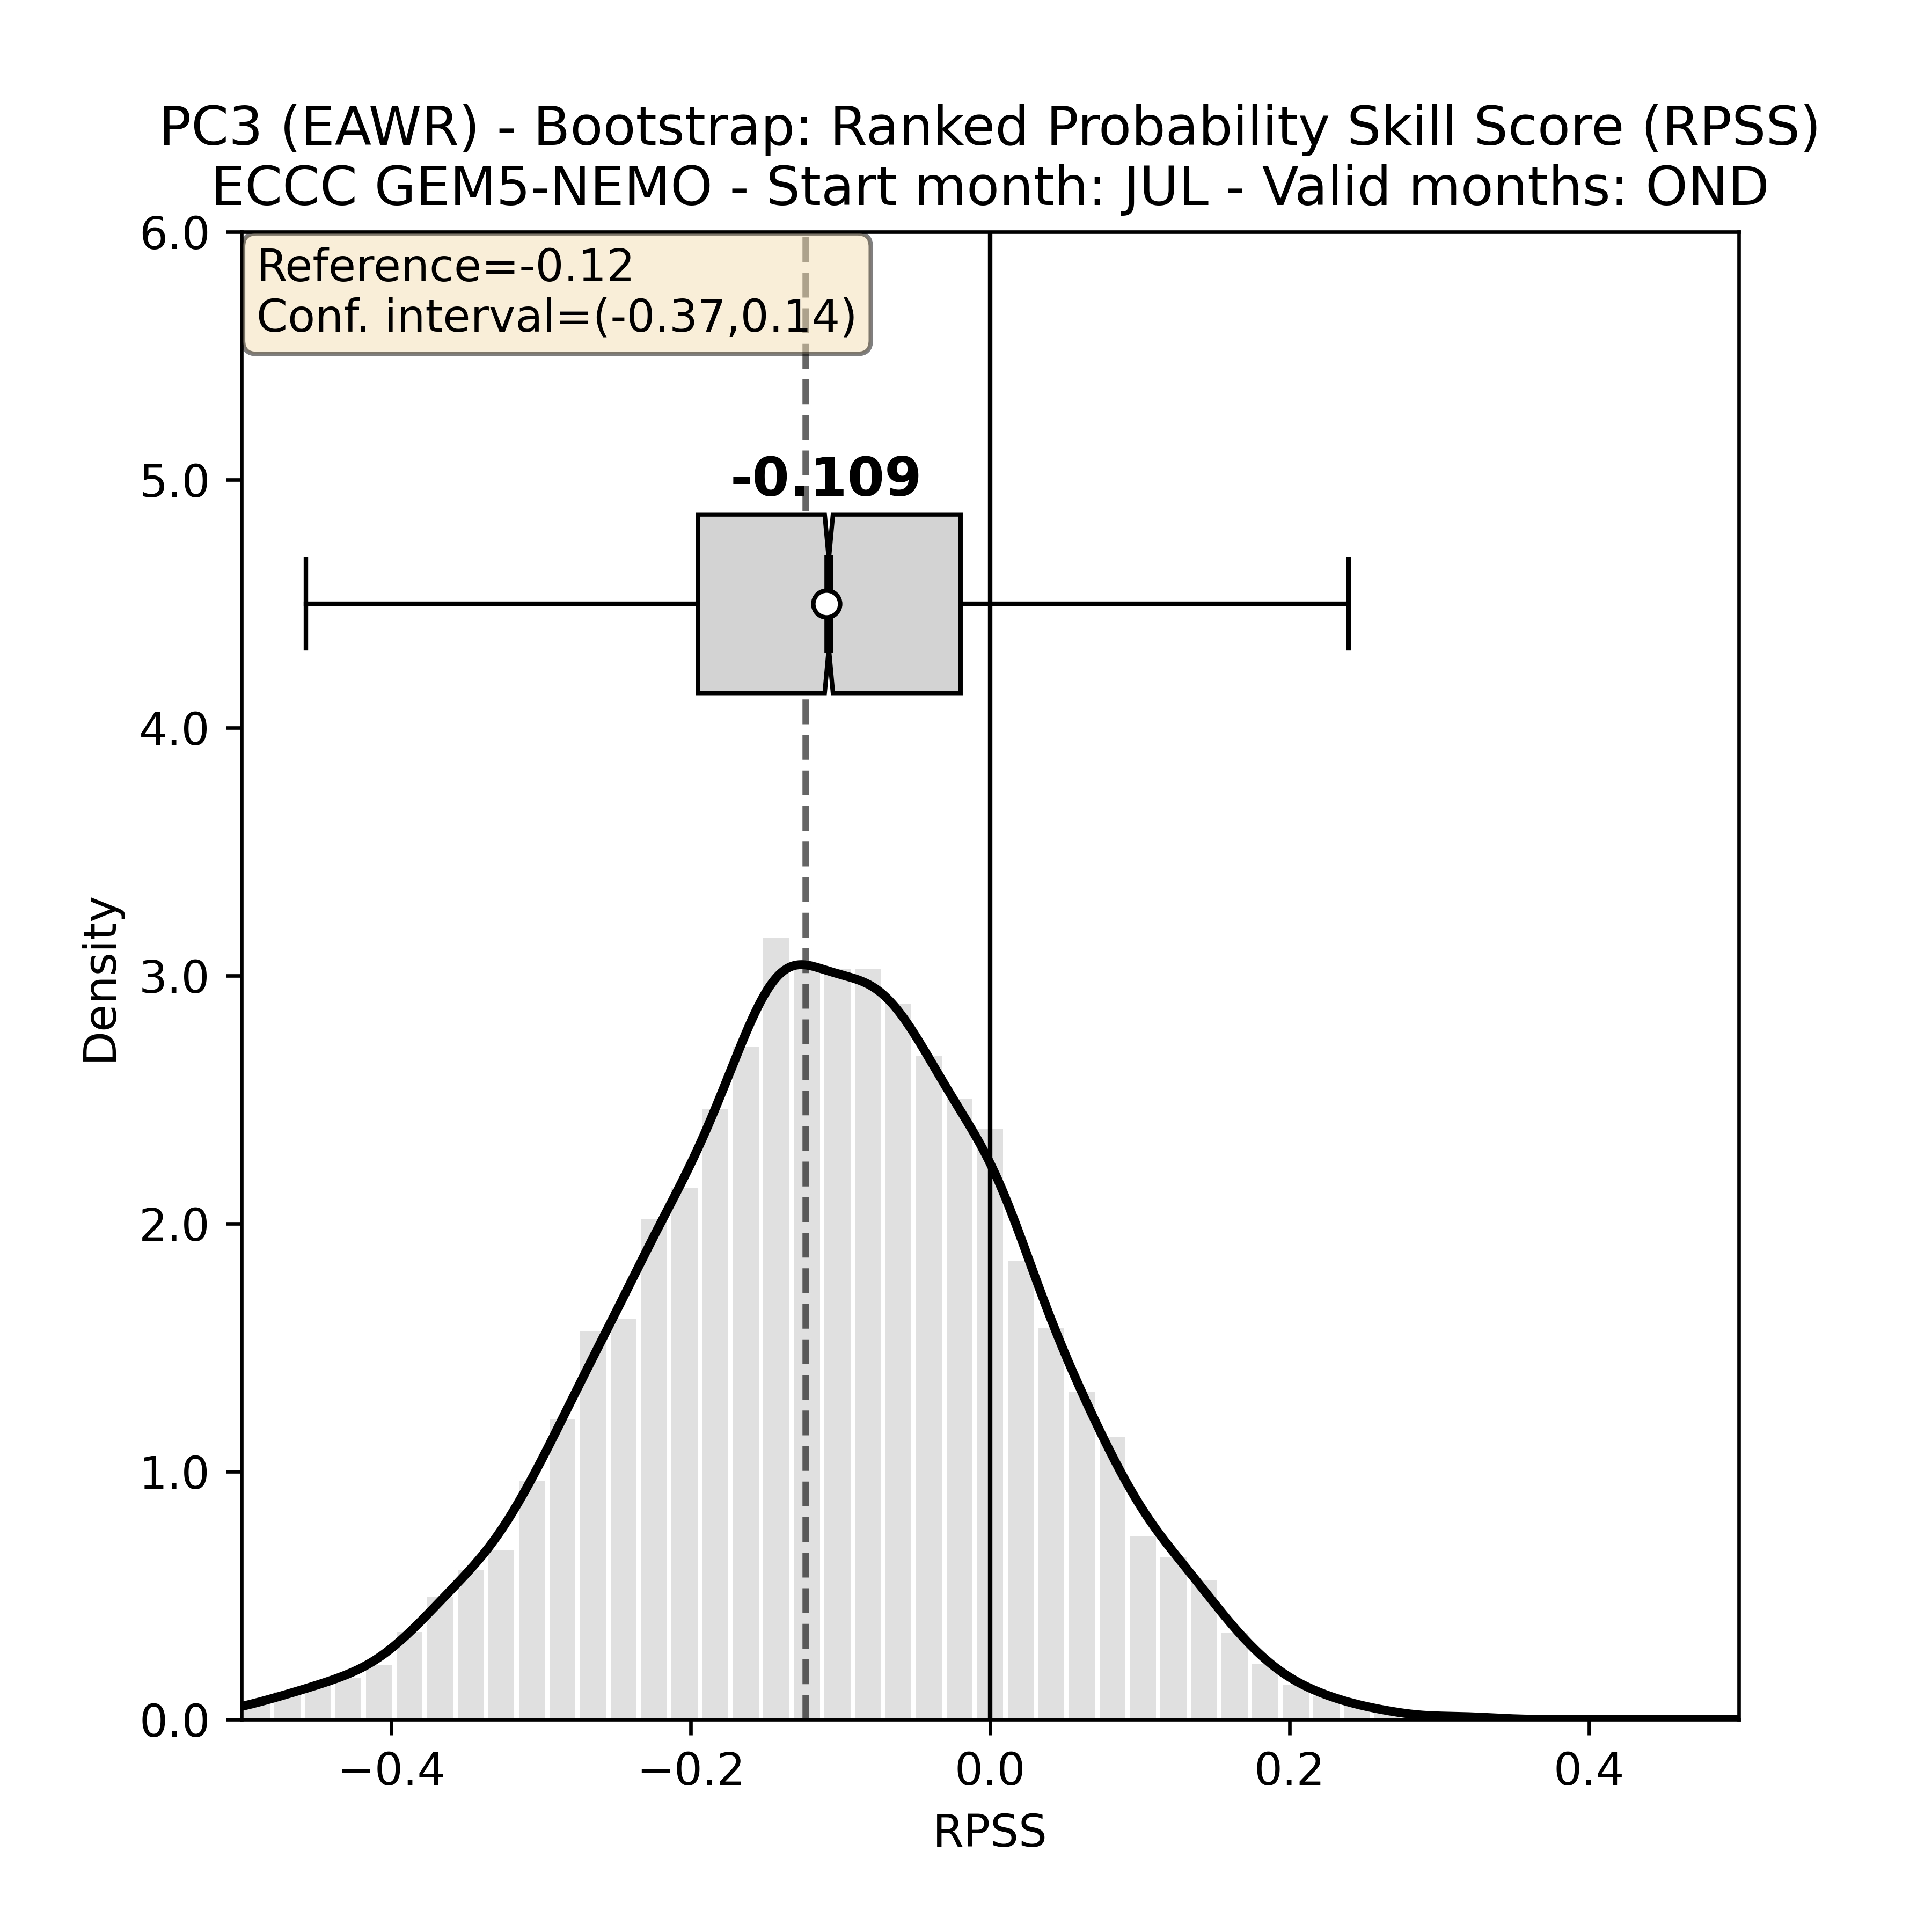 PC3 (EAWR) - Bootstrap: Ranked Probability Skill Score (RPSS)
ECCC GEM5-NEMO - Start month: JUL - Valid months: OND
Reference=-0.12
Conf. interval=(-0.37,0.14)
-0.109
6.0
5.0
4.0
3.0
2.0
1.0
0.0
Density
−0.4
−0.2
0.0
0.2
0.4
RPSS